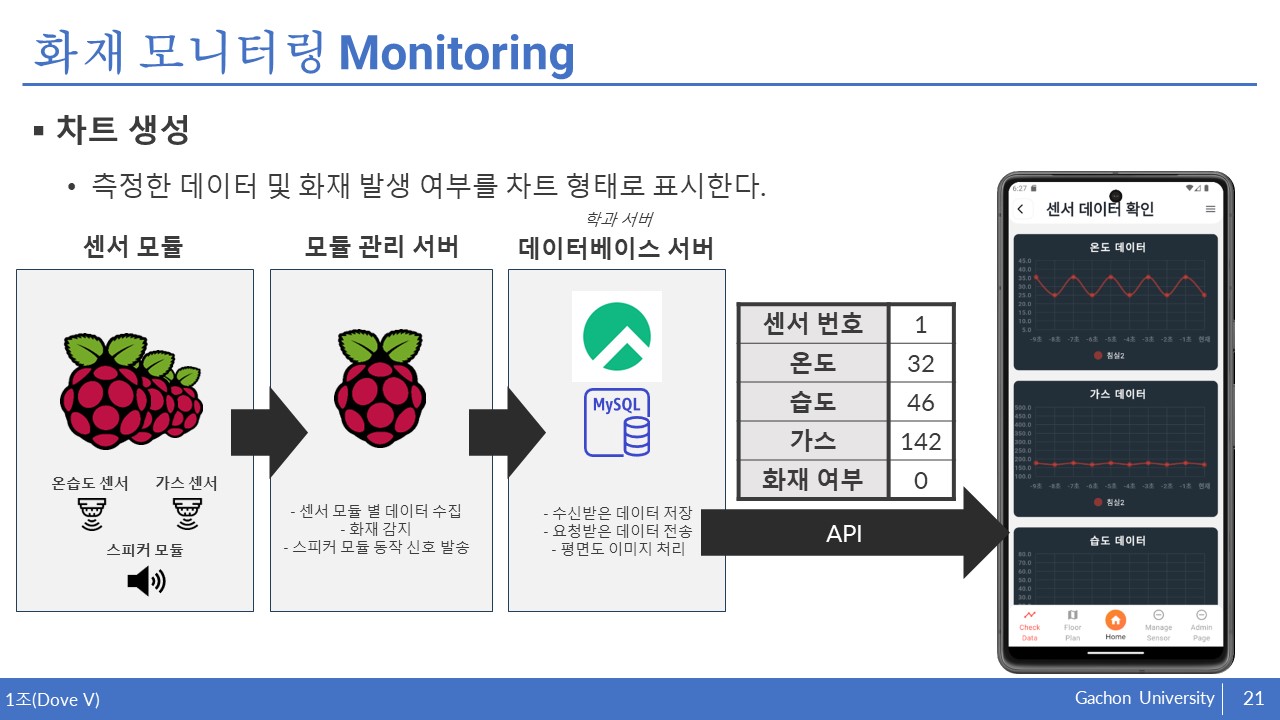 화재 모니터링 Monitoring
▪ 차트 생성
• 측정한 데이터 및 화재 발생 여부를 차트 형태로 표시한다.
센서 모듈
온습도 센서 가스 센서
스피커 모듈
모듈 관리 서버
- 센서 모듈 별 데이터 수집
- 화재 감지
- 스피커 모듈 동작 신호 발송
학과 서버
데이터베이스 서버
MySQL
- 수신받은 데이터 저장
- 요청받은 데이터 전송
- 평면도 이미지 처리
센서 번호 1
온도 32
습도 46
가스 142
화재 여부 0
API
6:27
센서 데이터 확인
온도 데이터
45.0
40.0
35.0
30.0
25.0
20.0
15.0
10.0
5.0
-9초 -8초 -7초 -6초 -5초 -4초 -3초 -2초 -1초 현재
침실2
가스 데이터
500.0
450.0
400.0
350.0
300.0
250.0
200.0
150.0
100.0
-9초 -8초 -7초 -6초 -5초 -4초 -3초 -2초 -1초 현재
침실2
습도 데이터
80.0
70.0
60.0
50.0
40.0
30.0
Check Data
Floor Plan
Home
Manage Sensor
Admin Page
1조(Dove V)
Gachon University 21